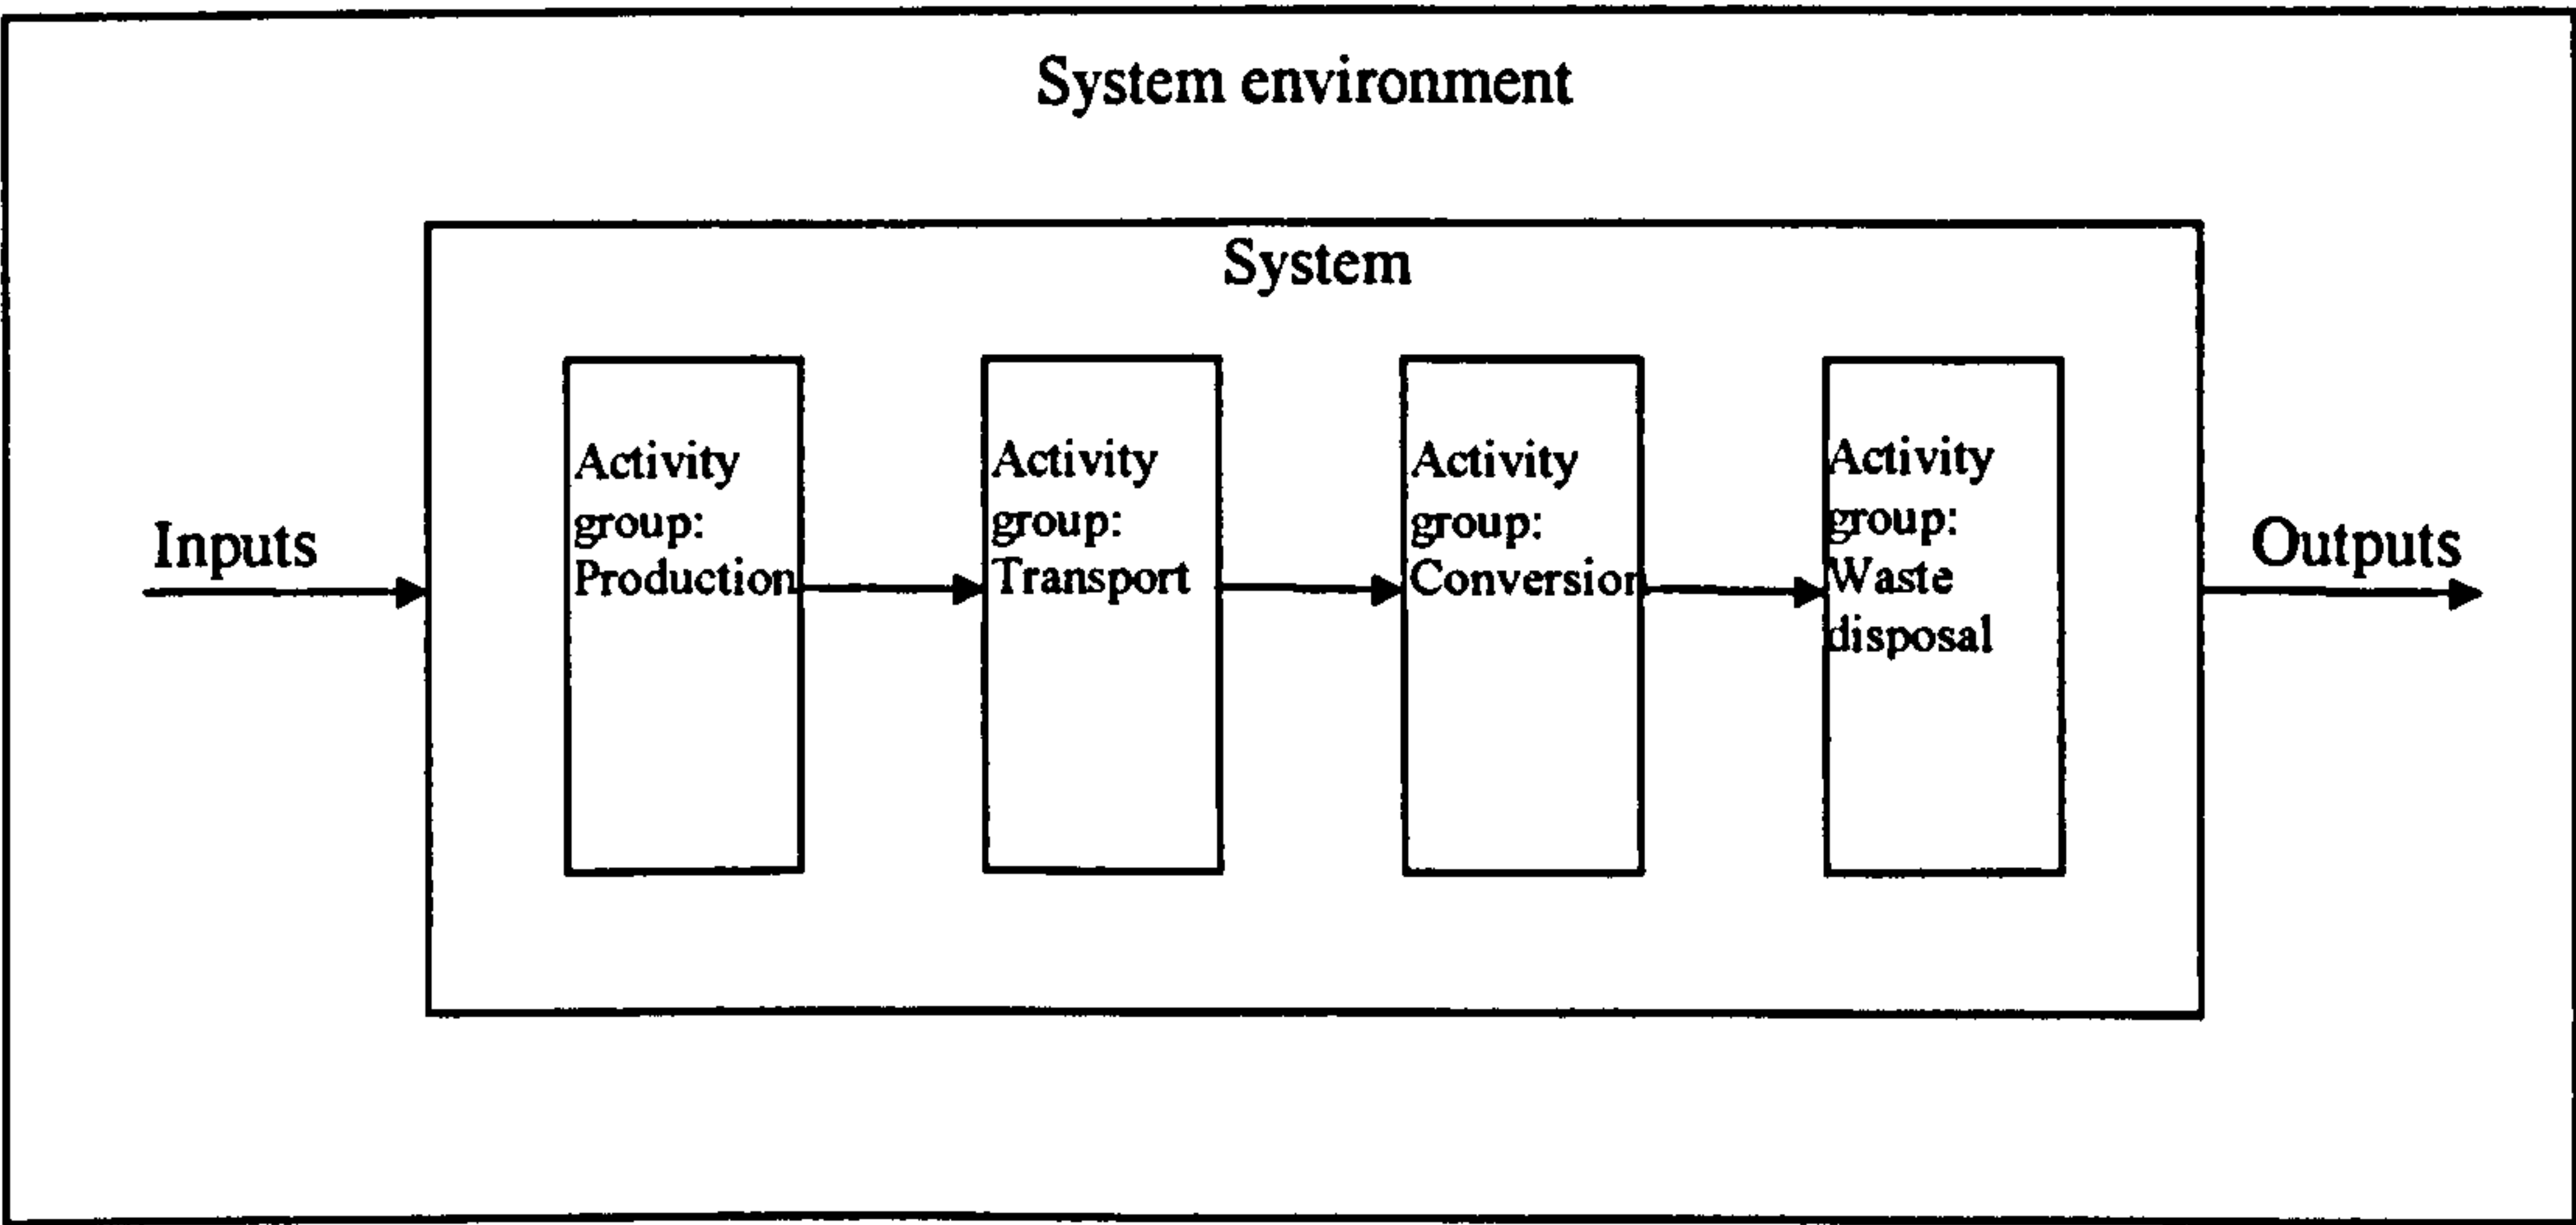 System environment
System
Inputs
Activity
group:
Production
Activity
group:
Transport
Activity
group:
Conversion
Activity
group:
Waste
disposal
Outputs